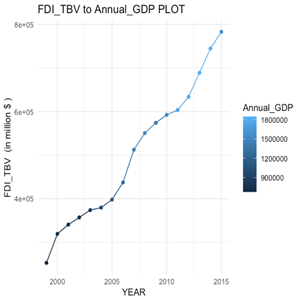 FDI_TBV to Annual_GDP PLOT
8e+05
6e+05
4e+05
FDI_TBV (in million $ )
2000
2005
2010
2015
YEAR
Annual_GDP
1800000
1500000
1200000
900000